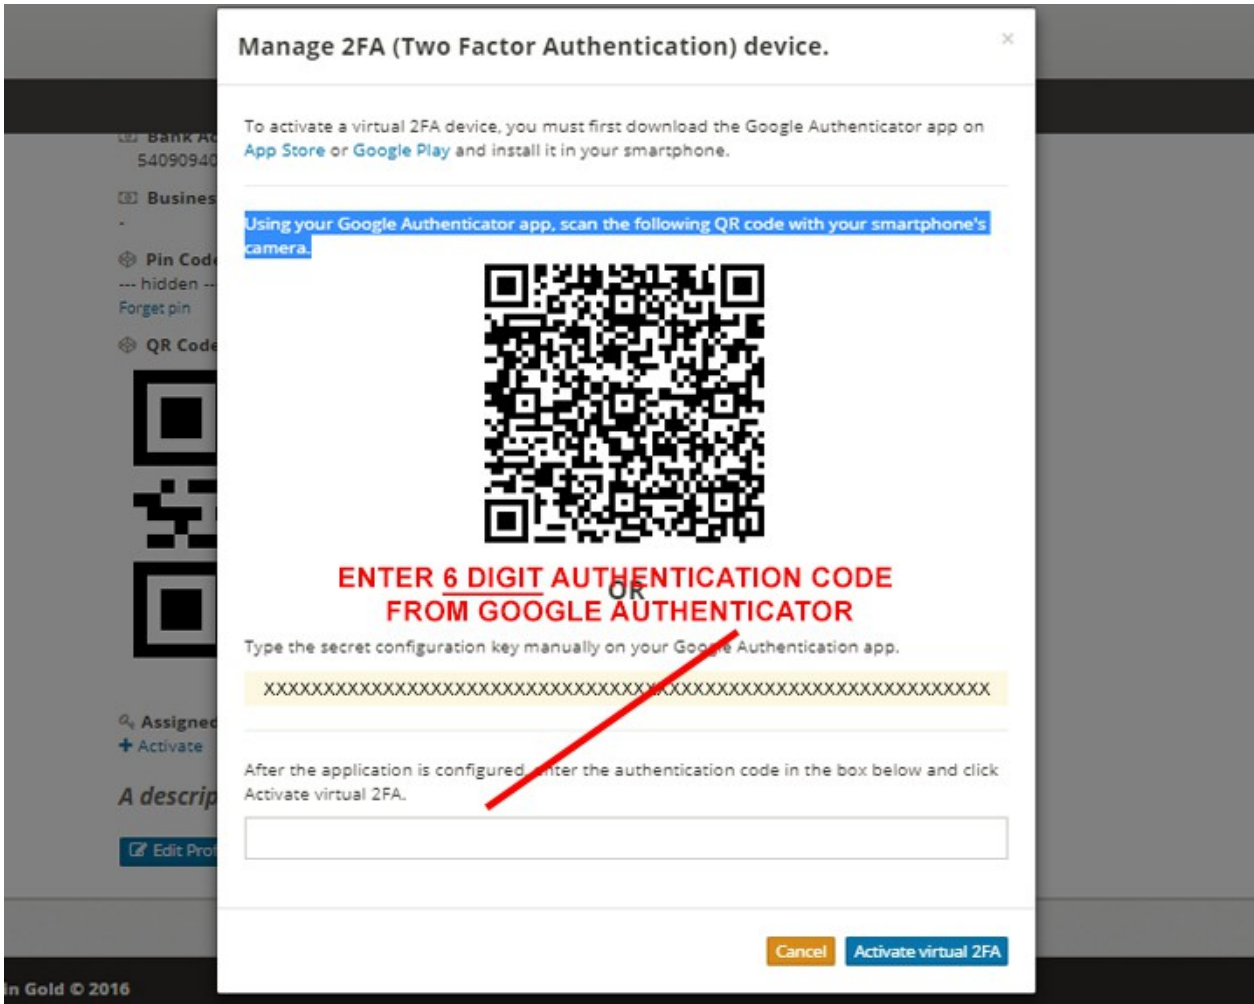 Manage 2FA (Two Factor Authentication) device.
×
To activate a virtual 2FA device, you must first download the Google Authenticator app on
App Store or Google Play and install it in your smartphone.
Using your Google Authenticator app, scan the following QR code with your smartphone's
camera.
ENTER 6 DIGIT AUTHENTICATION CODE
OR
FROM GOOGLE AUTHENTICATOR
Type the secret configuration key manually on your Google Authentication app.
XXXXXXXXXXXXXXXXXXXXXXXXXXXXXXXXXXXXXXXXXXXXXXXXXXXXXXXXXXXX
After the application is configured, enter the authentication code in the box below and click
Activate virtual 2FA.
Cancel
Activate virtual 2FA
Bank Ac
54090940
Busines
-
Pin Code
--- hidden ---
Forget pin
QR Code
Assigned
+ Activate
A descrip
Edit Prof
in Gold © 2016